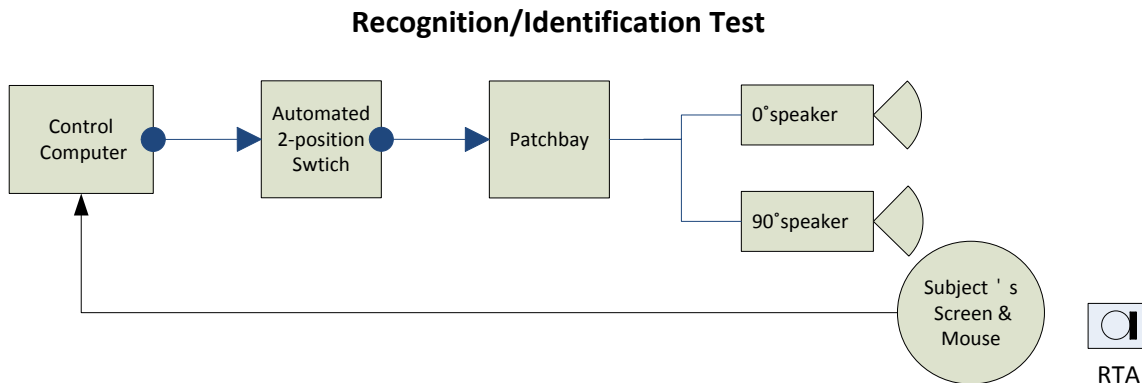 Recognition/Identification Test
Control
Computer
Automated
2-position
Swtich
Patchbay
0˚speaker
90˚speaker
Subject ' s
Screen &
Mouse
RTA